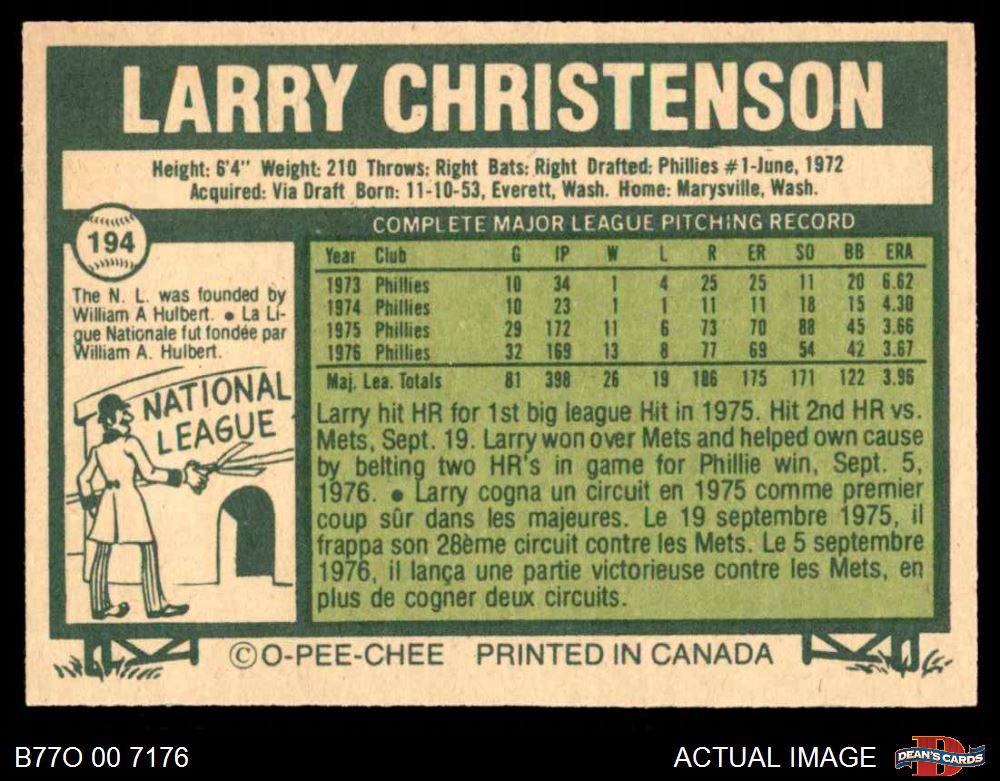 LARRY CHRISTENSON
Height: 6'4" Weight: 210 Throws: Right Bats: Right Drafted: Phillies #1-June, 1972
Acquired: Via Draft Born: 11-10-53, Everett, Wash. Home: Marysville, Wash.
194
The N. L. was founded by
William A Hulbert. • La Li-
gue Nationale fut fondée par
William A. Hulbert.
NATIONAL
LEAGUE
COMPLETE MAJOR LEAGUE PITCHING RECORD
Year Club G IP W L R ER SO BB ERA
1973 Phillies 10 34 1 4 25 25 11 20 6.62
1974 Phillies 10 23 1 1 11 11 18 15 4.30
1975 Phillies 29 172 11 6 73 70 88 45 3.66
1976 Phillies 32 169 13 8 77 69 54 42 3.67
Maj. Lea. Totals 81 398 26 19 186 175 171 122 3.96
Larry hit HR for 1st big league Hit in 1975. Hit 2nd HR vs.
Mets, Sept. 19. Larry won over Mets and helped own cause
by belting two HR's in game for Phillie win, Sept. 5,
1976. • Larry cogna un circuit en 1975 comme premier
coup sûr dans les majeures. Le 19 septembre 1975, il
frappa son 28ème circuit contre les Mets. Le 5 septembre
1976, il lança une partie victorieuse contre les Mets, en
plus de cogner deux circuits.
© O-PEE-CHEE PRINTED IN CANADA
B77O 00 7176
ACTUAL IMAGE
D
DEAN'S CARDS